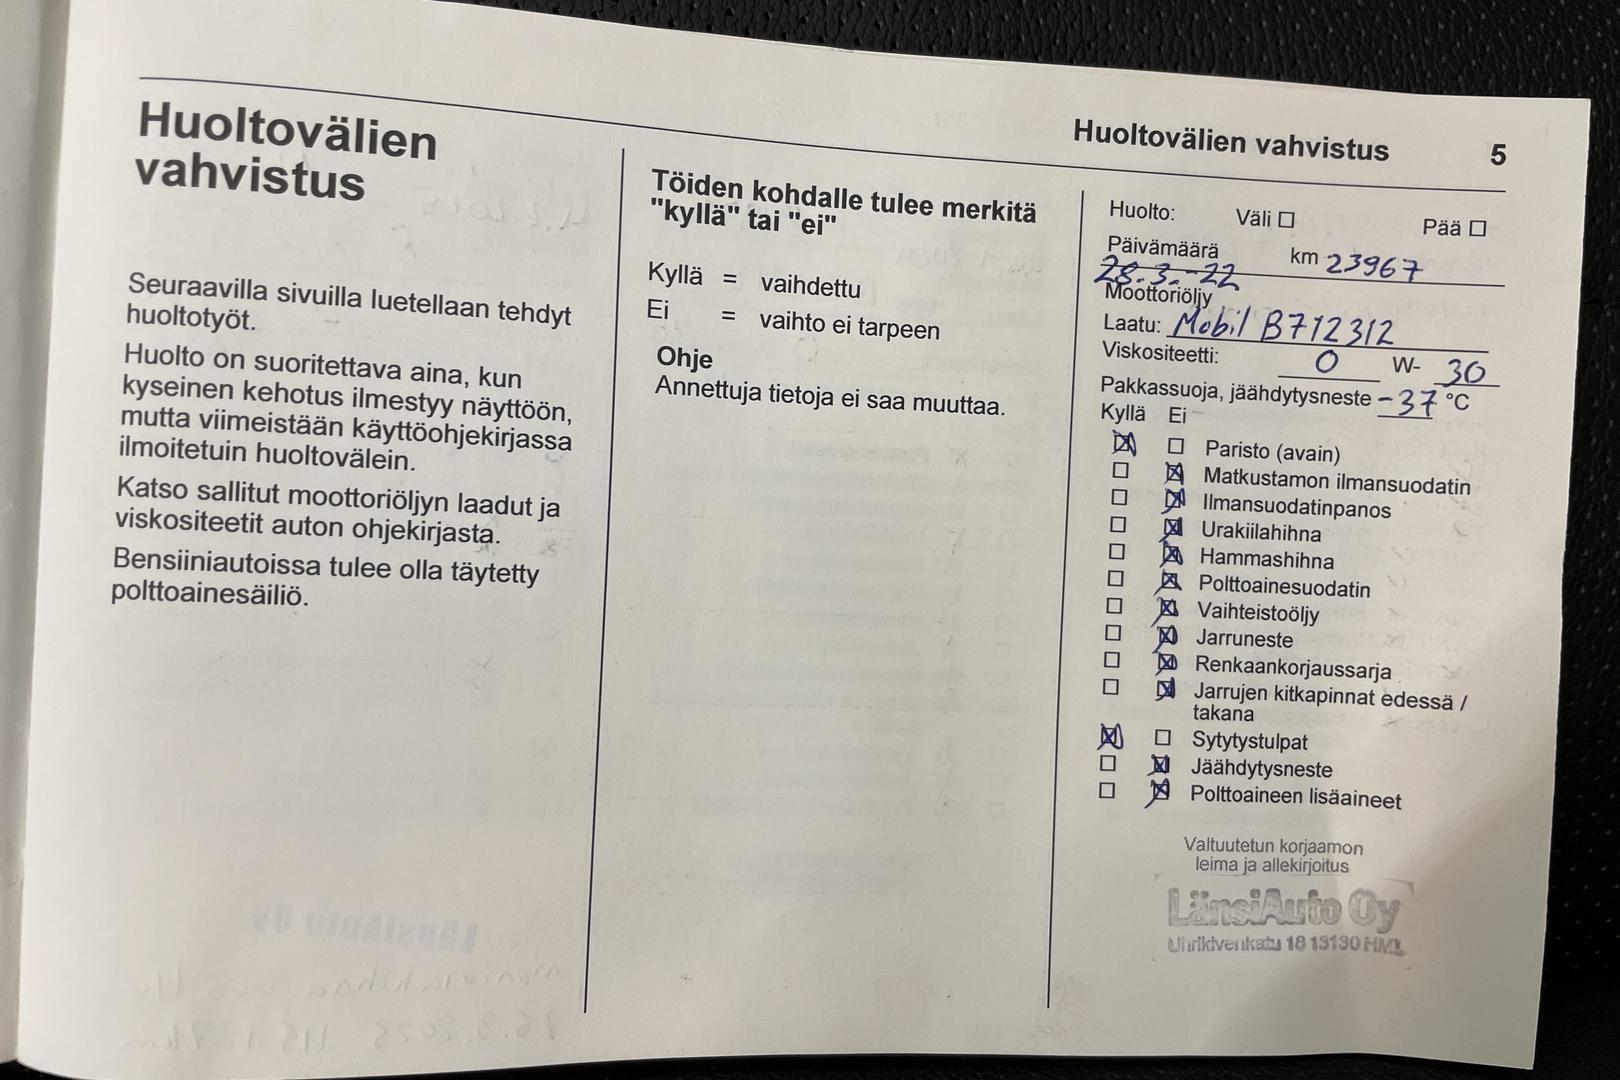 Huoltovälien vahvistus 5
Huoltovälien
vahvistus
Seuraavilla sivuilla luetellaan tehdyt
huoltotyöt.
Huolto on suoritettava aina, kun
kyseinen kehotus ilmestyy näyttöön,
mutta viimeistään käyttöohjekirjassa
ilmoitetuin huoltovälein.
Katso sallitut moottoriöljyn laadut ja
viskositeetit auton ohjekirjasta.
Bensiiniautoissa tulee olla täytetty
polttoainesäiliö.
Töiden kohdalle tulee merkitä
"kyllä" tai "ei"
Kyllä = vaihdettu
Ei = vaihto ei tarpeen
Ohje
Annettuja tietoja ei saa muuttaa.
Huolto: Väli ☐ Pää ☐
Päivämäärä km 23967
28.3.-22
Moottoriöljy
Laatu: Mobil B712312
Viskositeetti: 0 W- 30
Pakkassuoja, jäähdytysneste -37 °C
Kyllä Ei
☒ ☐ Paristo (avain)
☐ ☒ Matkustamon ilmansuodatin
☐ ☒ Ilmansuodatinpanos
☐ ☒ Urakiilahihna
☐ ☒ Hammashihna
☐ ☒ Polttoainesuodatin
☐ ☒ Vaihteistoöljy
☐ ☒ Jarruneste
☐ ☒ Renkaankorjaussarja
☐ ☒ Jarrujen kitkapinnat edessä /
takana
☒ ☐ Sytytystulpat
☐ ☒ Jäähdytysneste
☐ ☒ Polttoaineen lisäaineet
Valtuutetun korjaamon
leima ja allekirjoitus
LänsiAuto Oy
Uhrikivenkatu 18 13130 HML